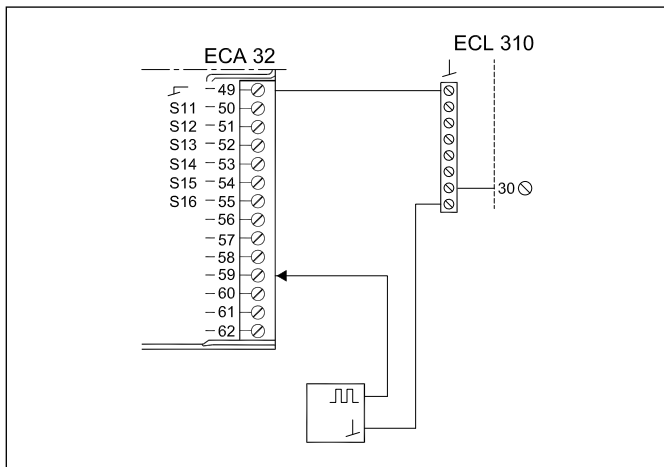 ECA 32
ECL 310
49
S11 - 50
S12 - 51
S13 - 52
S14 - 53
S15 - 54
S16 - 55
- 56
- 57
- 58
- 59
- 60
- 61
- 62
30